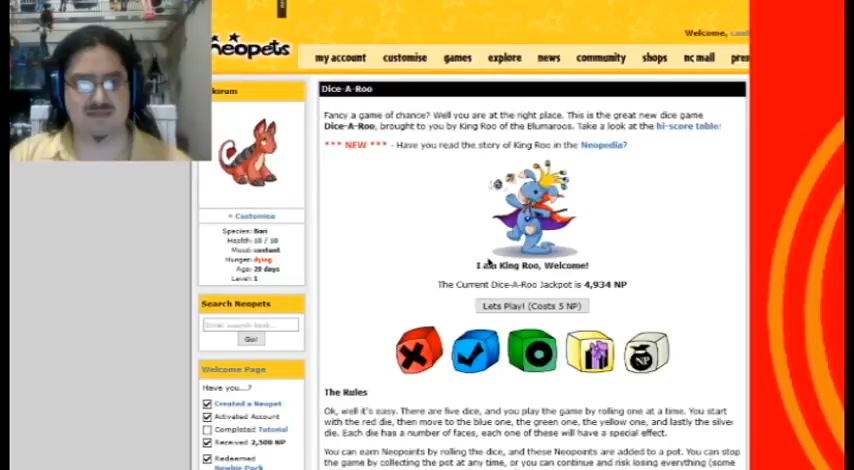 Welcome,
neopets
my account customise games explore news community shops nc mall
Dice-A-Roo
Fancy a game of chance? Well you are at the right place. This is the great new dice game
Dice-A-Roo, brought to you by King Roo of the Blumaroos. Take a look at the hi-score table!
*** NEW *** - Have you read the story of King Roo in the Neopedia?
« Customise
Species: Bori
Health: 10 / 10
Mood: content
Hunger: dying
Age: 20 days
Level: 1
I am King Roo, Welcome!
The Current Dice-A-Roo Jackpot is 4,934 NP
Lets Play! (Costs 5 NP)
Search Neopets
Enter search text...
Go!
NP
Welcome Page
Have you...?
Created a Neopet
Activated Account
Completed Tutorial
Received 2,500 NP
Redeemed
Newbie Pack
The Rules
Ok, well it's easy. There are five dice, and you play the game by rolling one at a time. You start
with the red die, then move to the blue one, the green one, the yellow one, and lastly the silver
die. Each die has a number of faces, each one of these will have a special effect.
You can earn Neopoints by rolling the dice, and these Neopoints are added to a pot. You can stop
the game by collecting the pot at any time, or you can continue and risk losing everything (some